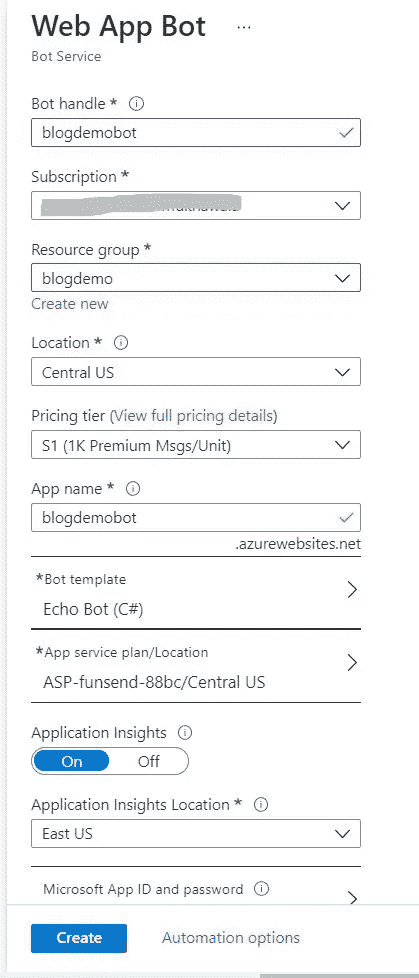 Web App Bot ...
Bot Service
Bot handle *
blogdemobot
Subscription *
Resource group *
blogdemo
Create new
Location *
Central US
Pricing tier (View full pricing details)
S1 (1K Premium Msgs/Unit)
App name *
blogdemobot
.azurewebsites.net
*Bot template
Echo Bot (C#)
*App service plan/Location
ASP-funsend-88bc/Central US
Application Insights
On Off
Application Insights Location *
East US
Microsoft App ID and password
Create Automation options